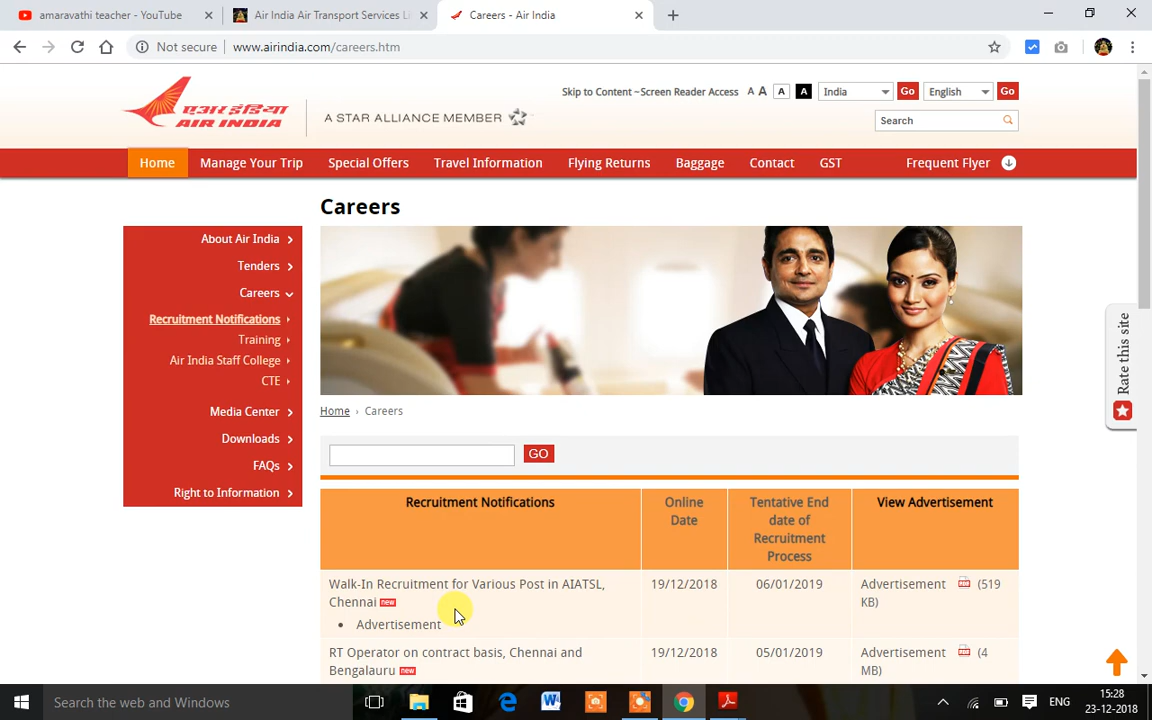 amaravathi teacher - YouTube
Air India Air Transport Services Li
Careers - Air India
Not secure
www.airindia.com/careers.htm
Skip to Content ~Screen Reader Access
A A A A
India
Go
English
Go
एअर इंडिया
AIR INDIA
A STAR ALLIANCE MEMBER
Search
Home
Manage Your Trip
Special Offers
Travel Information
Flying Returns
Baggage
Contact
GST
Frequent Flyer
Careers
About Air India
Tenders
Careers
Recruitment Notifications
Training
Air India Staff College
CTE
Media Center
Downloads
FAQs
Right to Information
Rate this site
Home › Careers
GO
Recruitment Notifications
Online
Date
Tentative End
date of
Recruitment
Process
View Advertisement
Walk-In Recruitment for Various Post in AIATSL,
Chennai new
• Advertisement
19/12/2018
06/01/2019
Advertisement (519
KB)
RT Operator on contract basis, Chennai and
Bengalauru new
19/12/2018
05/01/2019
Advertisement (4
MB)
Search the web and Windows
ENG
15:28
23-12-2018